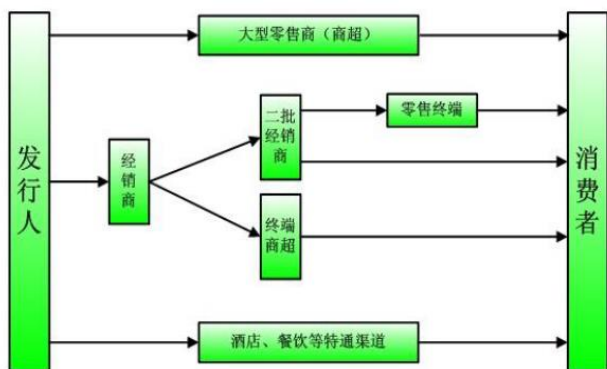 大型零售商（商超）
发行人
经销商
二批
经销
商
零售终端
终端
商超
消费者
酒店、餐饮等特通渠道